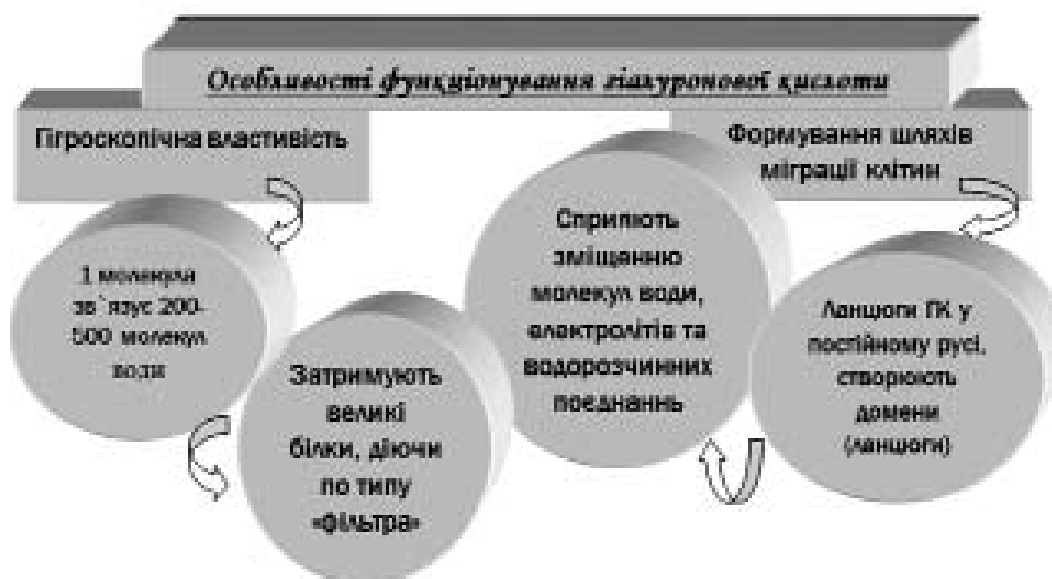 Особливості функціонування гіалуронової кислоти
Гігроскопічна властивість
1 молекула
зв`язує 200-
500 молекул
води
Затримують
великі
білки, діючи
по типу
«фільтра»
Формування шляхів
міграції клітин
Ланцюги ГК у
постійному русі,
створюють
домени
(ланцюги)
Сприяють
зміщанню
молекул води,
електролітів та
водорозчинних
поєднаннь